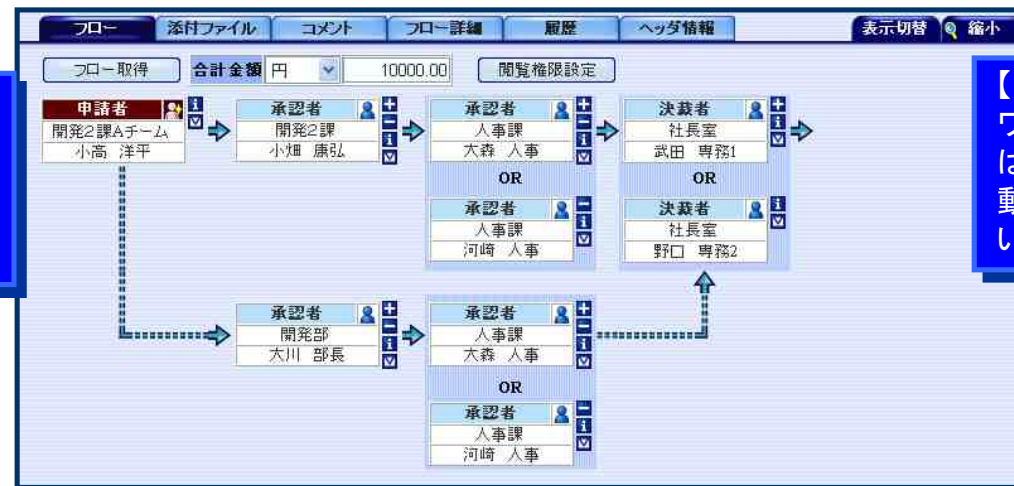 フロー 添付ファイル コメント フロー詳細 履歴 ヘッダ情報 表示切替 縮小
フロー取得 合計金額 円 10000.00 閲覧権限設定
申請者
開発2課Aチーム
小高 洋平
承認者
開発2課
小畑 康弘
承認者
人事課
大森 人事
OR
承認者
人事課
河崎 人事
決裁者
社長室
武田 専務1
OR
決裁者
社長室
野口 専務2
承認者
開発部
大川 部長
承認者
人事課
大森 人事
OR
承認者
人事課
河崎 人事
【
ワ
は
動
い